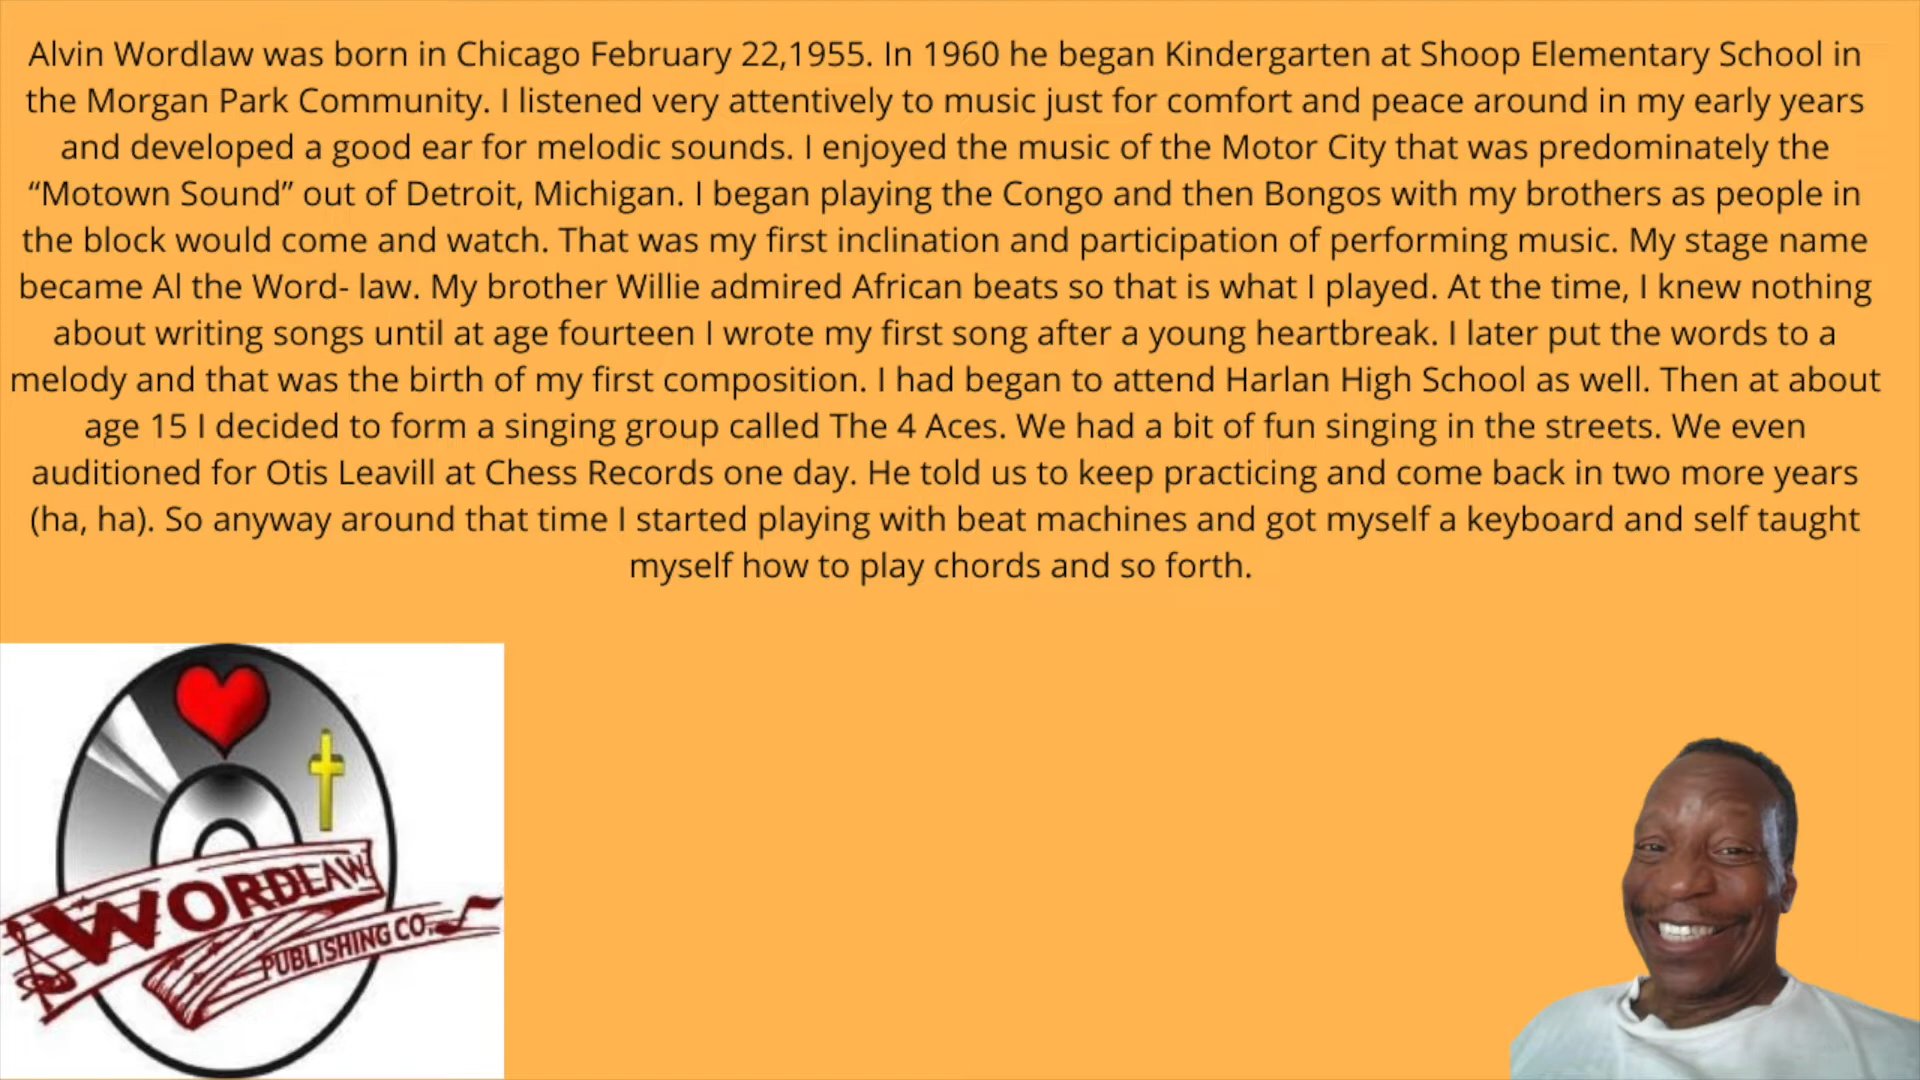 Alvin Wordlaw was born in Chicago February 22,1955. In 1960 he began Kindergarten at Shoop Elementary School in
the Morgan Park Community. I listened very attentively to music just for comfort and peace around in my early years
and developed a good ear for melodic sounds. I enjoyed the music of the Motor City that was predominately the
“Motown Sound” out of Detroit, Michigan. I began playing the Congo and then Bongos with my brothers as people in
the block would come and watch. That was my first inclination and participation of performing music. My stage name
became Al the Word- law. My brother Willie admired African beats so that is what I played. At the time, I knew nothing
about writing songs until at age fourteen I wrote my first song after a young heartbreak. I later put the words to a
melody and that was the birth of my first composition. I had began to attend Harlan High School as well. Then at about
age 15 I decided to form a singing group called The 4 Aces. We had a bit of fun singing in the streets. We even
auditioned for Otis Leavill at Chess Records one day. He told us to keep practicing and come back in two more years
(ha, ha). So anyway around that time I started playing with beat machines and got myself a keyboard and self taught
myself how to play chords and so forth.
WORDLAW
PUBLISHING CO.